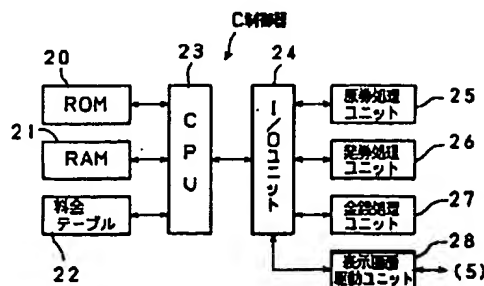 C制御器
23
24
20
ROM
21
RAM
料金
テーブル
22
CPU
I/Oユニット
原券処理
ユニット
25
発券処理
ユニット
26
金銭処理
ユニット
27
表示画面
駆動ユニット
28
(5)